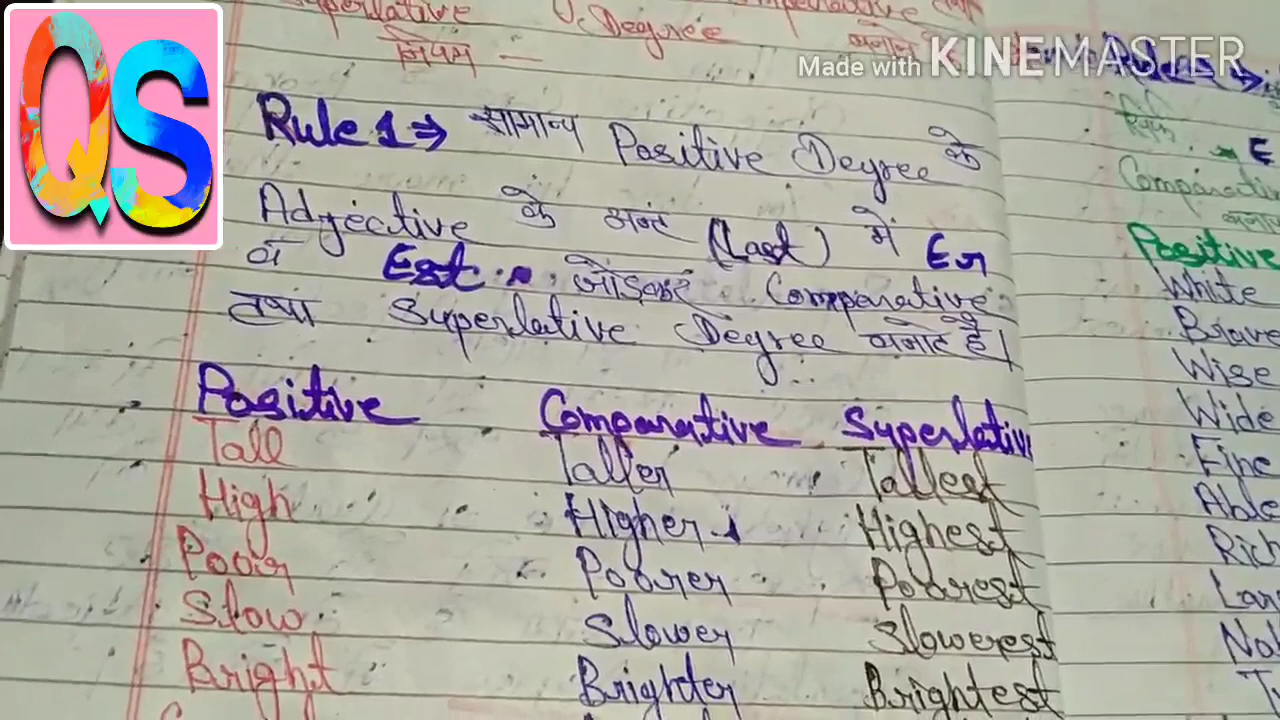 QS
Made with KINEMASTER
Superlative Degree Comparative
नियम —
Rule 1 ⇒ सामान्य Positive Degree के
Adjective के अन्त (Last) में Er
व Est जोड़कर Comparative
तथा Superlative Degree बनाते है।
Positive Comparative Superlative
Tall Taller Tallest
High Higher Highest
Poor Poorer Poorest
Slow Slower Slowerest
Bright Brighter Brightest
E
Comparative
Positive
White
Brave
Wise
Wide
Fine
Able
Rich